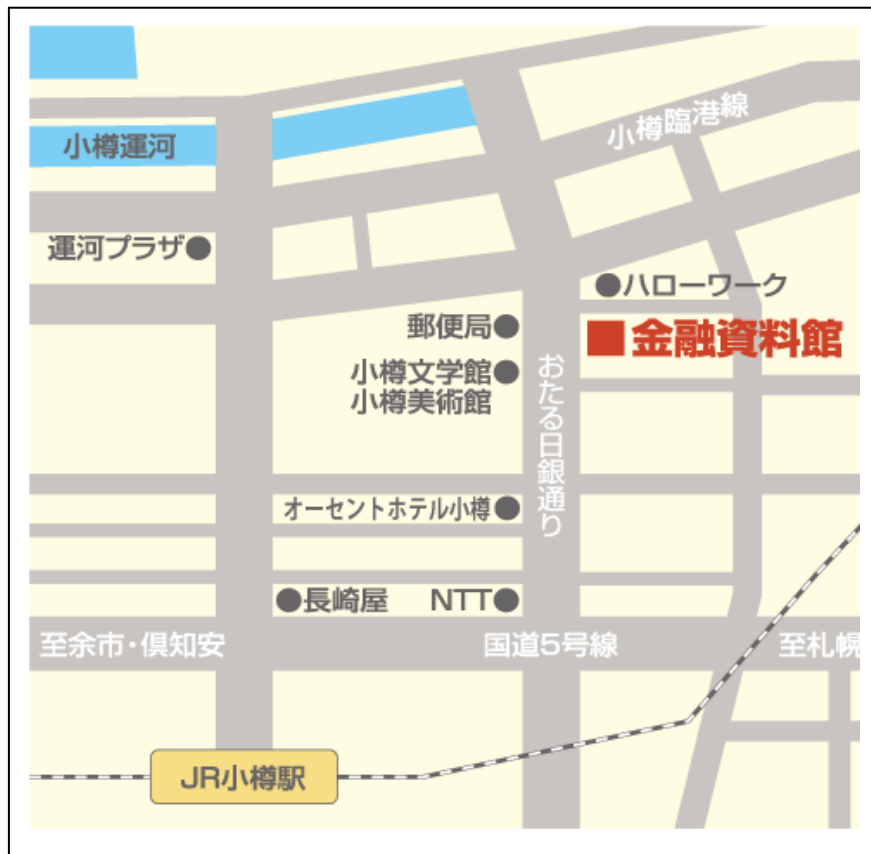 小樽臨港線
小樽運河
運河プラザ
ハローワーク
郵便局
金融資料館
小樽文学館
小樽美術館
おたる日銀通り
オーセントホテル小樽
長崎屋
NTT
至余市・倶知安
国道5号線
至札幌
JR小樽駅